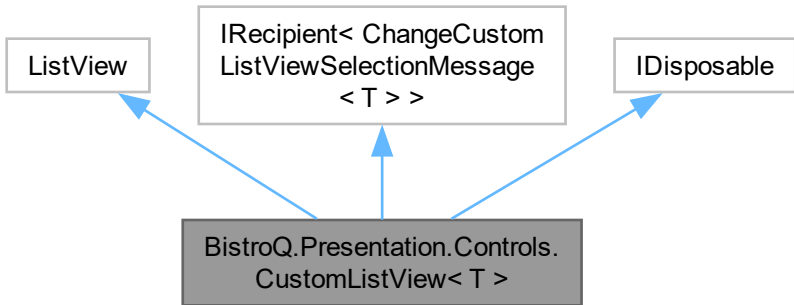 ListView
IRecipient< ChangeCustom
ListViewSelectionMessage
< T > >
IDisposable
BistroQ.Presentation.Controls.
CustomListView< T >